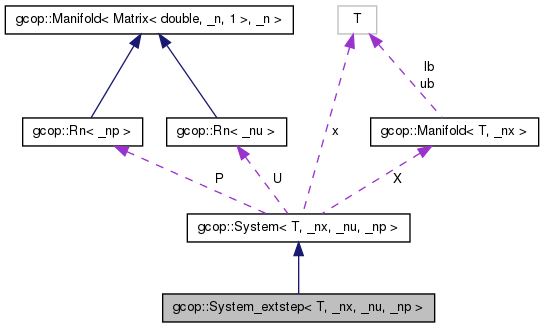 gcop::Manifold< Matrix< double, _n, 1 >, _n >
T
lb
ub
gcop::Rn< _np >
gcop::Rn< _nu >
x
gcop::Manifold< T, _nx >
P
U
X
gcop::System< T, _nx, _nu, _np >
gcop::System_extstep< T, _nx, _nu, _np >